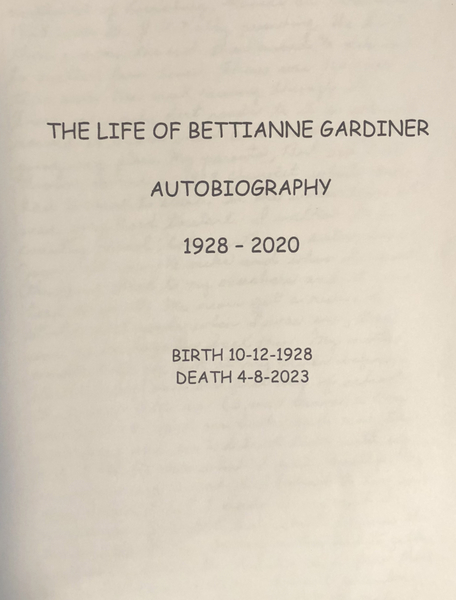 THE LIFE OF BETTIANNE GARDINER
AUTOBIOGRAPHY
1928 – 2020
BIRTH 10-12-1928
DEATH 4-8-2023